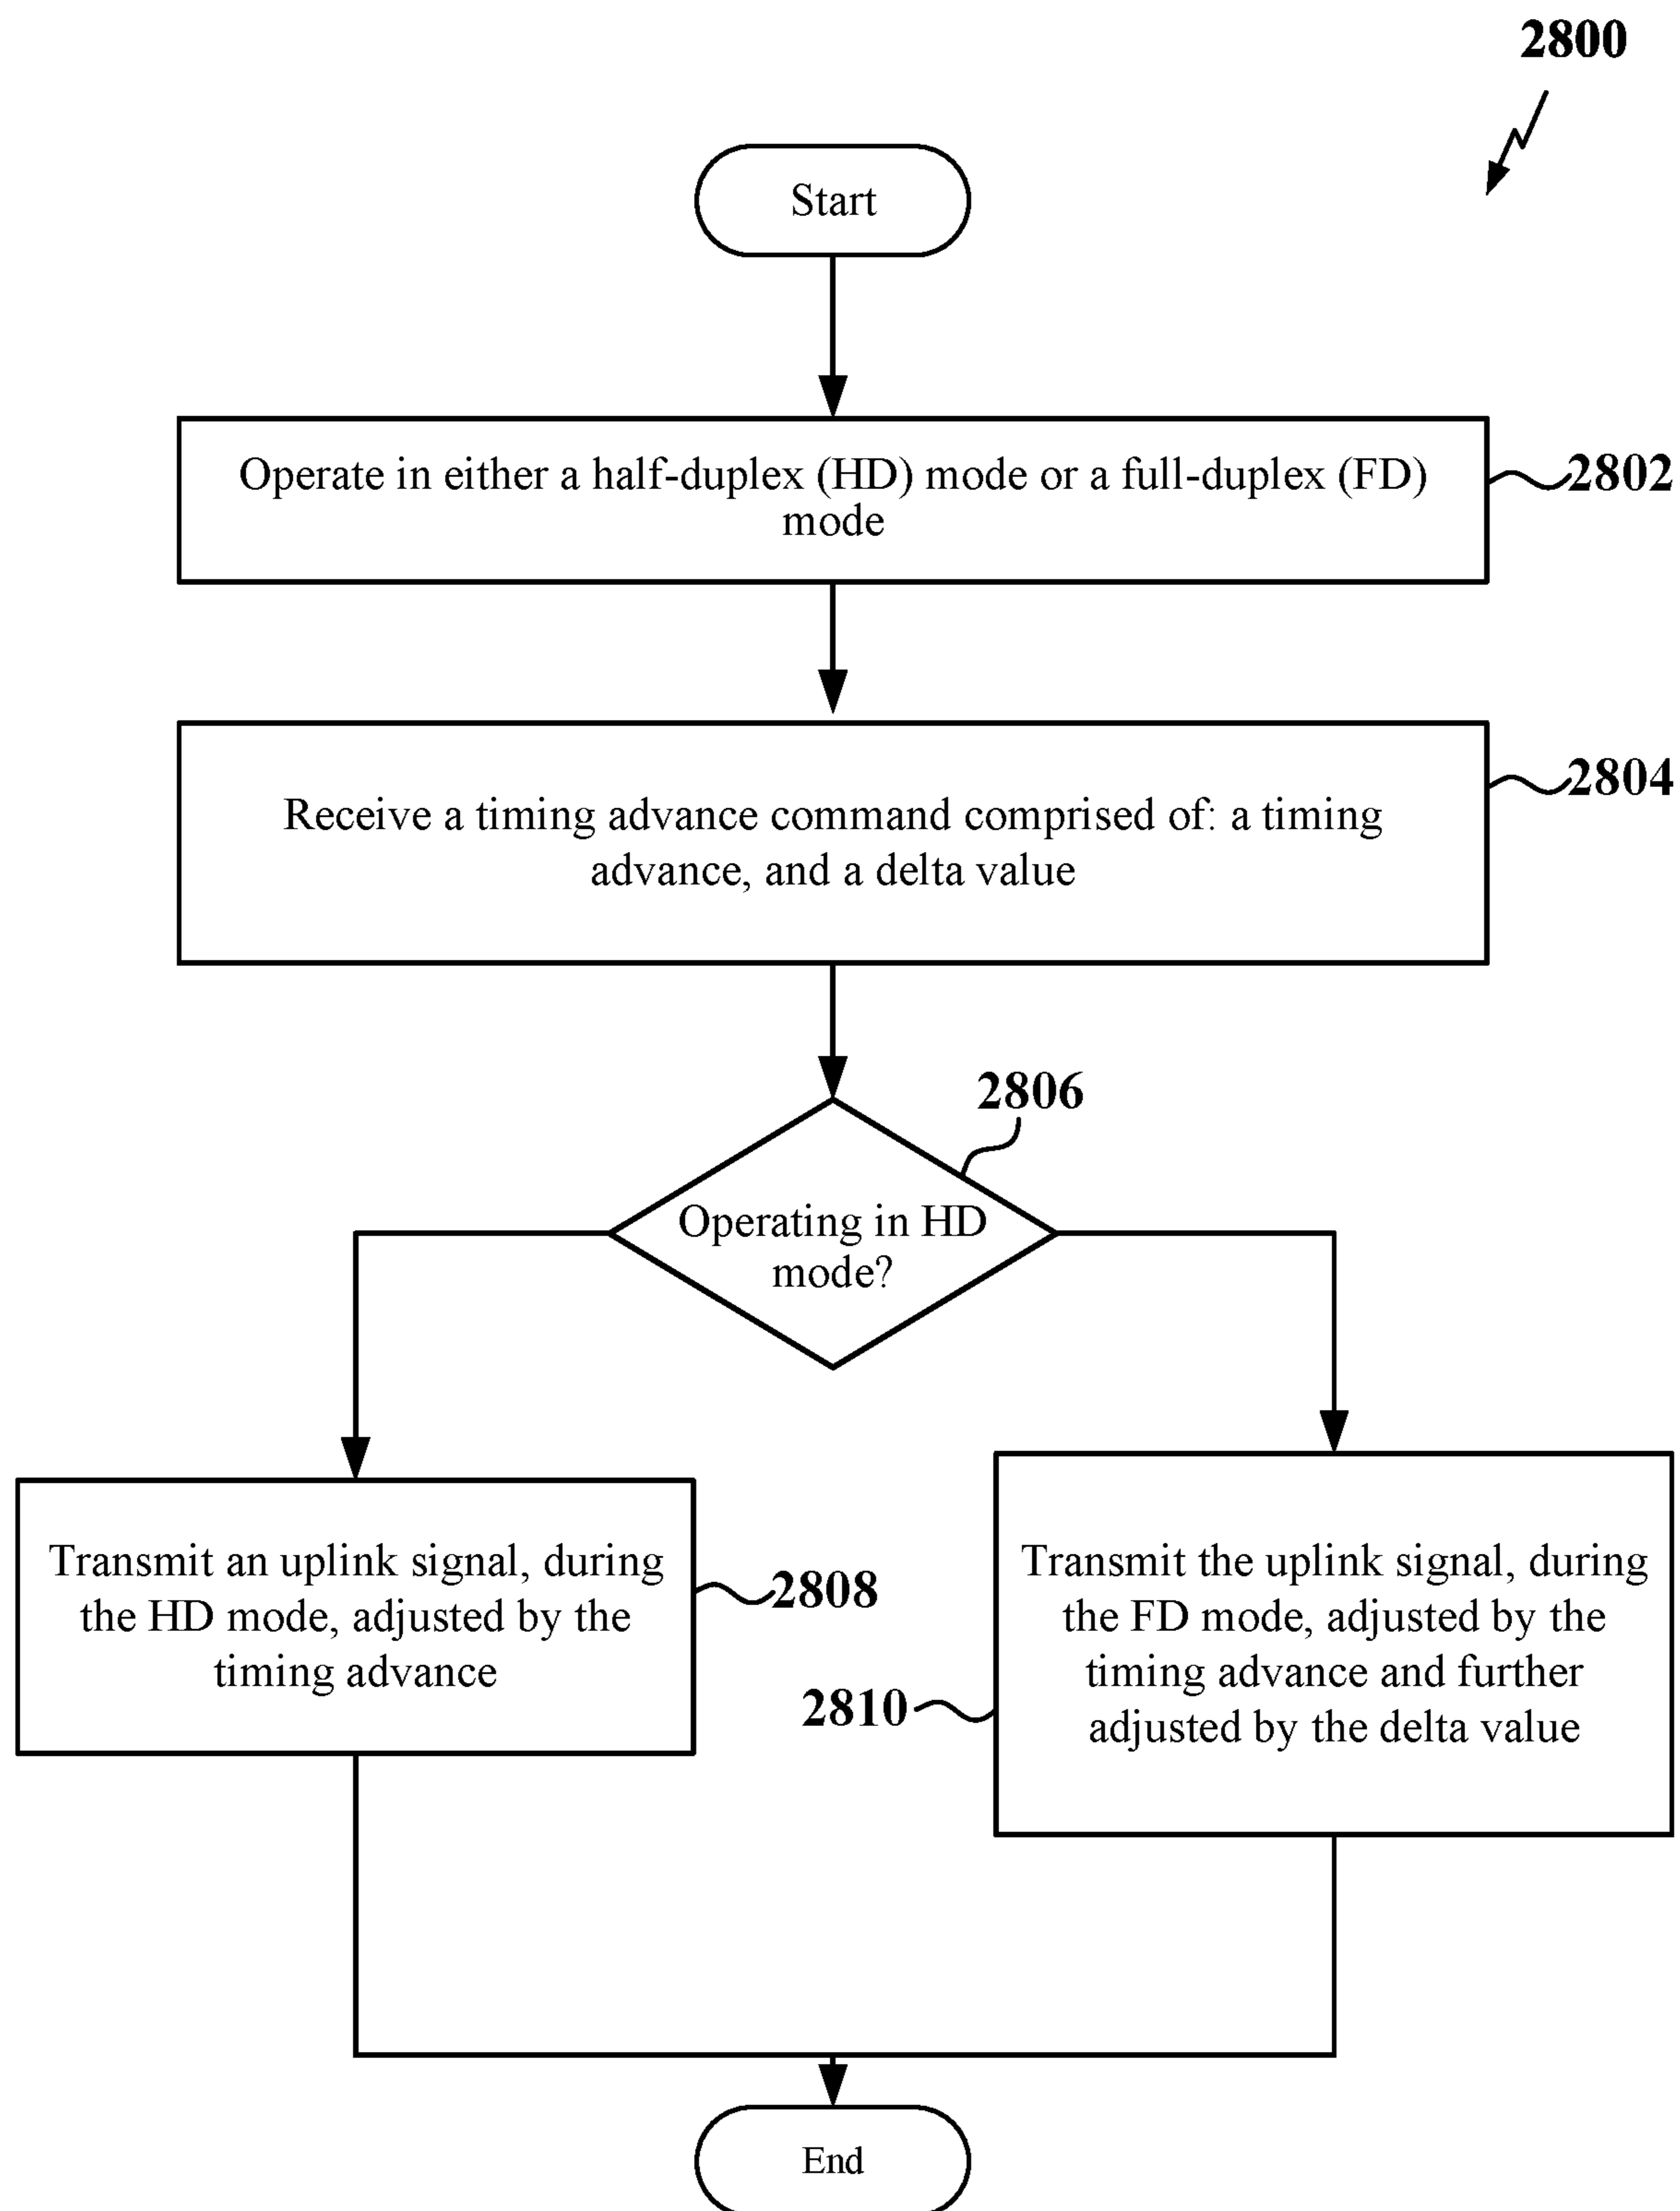 2800
Start
Operate in either a half-duplex (HD) mode or a full-duplex (FD)
mode
2802
Receive a timing advance command comprised of: a timing
advance, and a delta value
2804
2806
Operating in HD
mode?
Transmit an uplink signal, during
the HD mode, adjusted by the
timing advance
2808
Transmit the uplink signal, during
the FD mode, adjusted by the
timing advance and further
adjusted by the delta value
2810
End